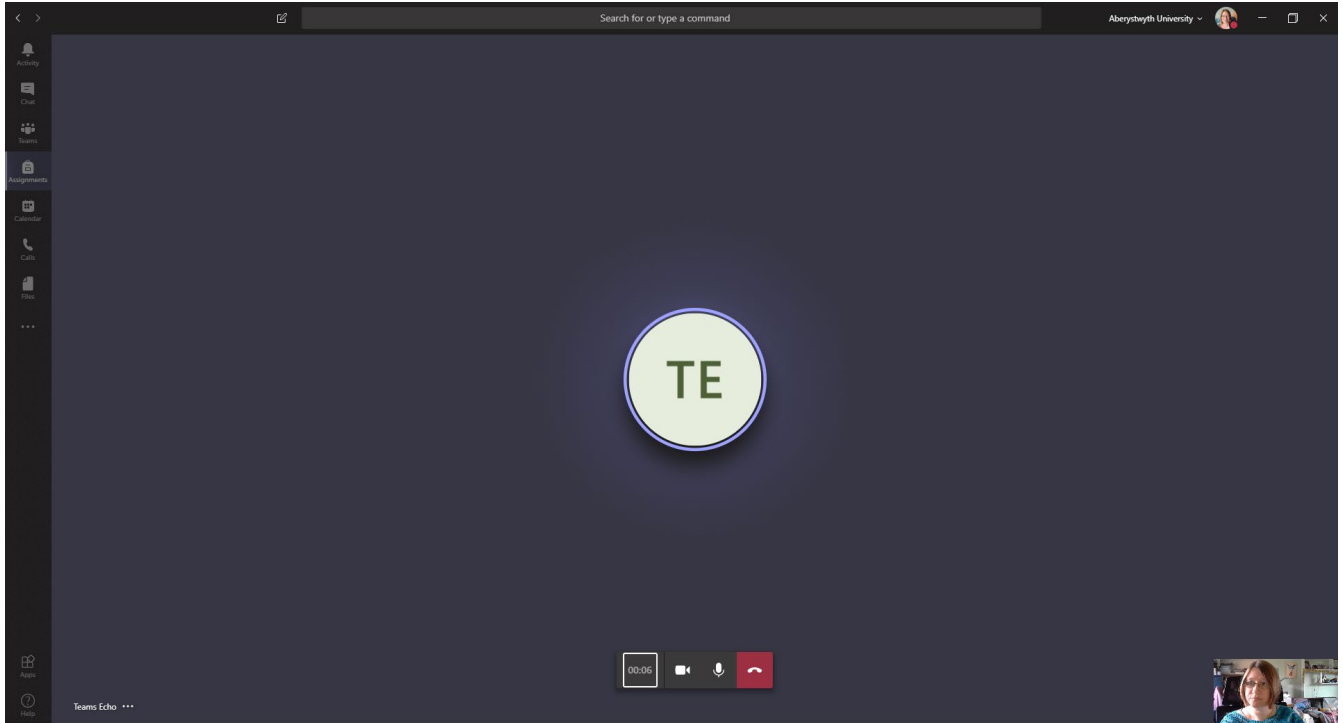 Search for or type a command
Aberystwyth University
Activity
Chat
Teams
Assignments
Calendar
Calls
Files
TE
00:06
Apps
Help
Teams Echo